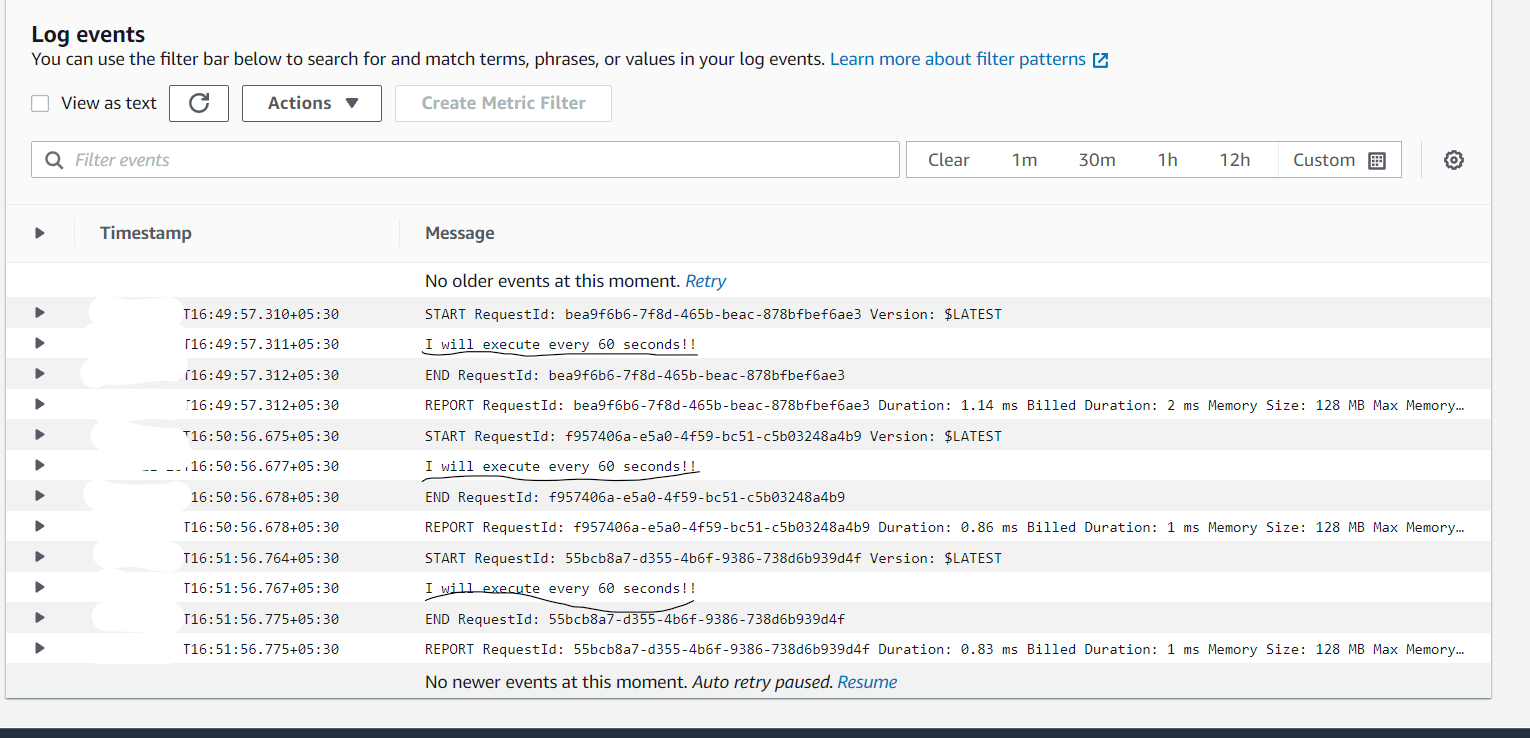 Log events
You can use the filter bar below to search for and match terms, phrases, or values in your log events. Learn more about filter patterns
View as text Actions Create Metric Filter
Filter events Clear 1m 30m 1h 12h Custom
Timestamp Message
No older events at this moment. Retry
T16:49:57.310+05:30 START RequestId: bea9f6b6-7f8d-465b-beac-878bfbef6ae3 Version: $LATEST
T16:49:57.311+05:30 I will execute every 60 seconds!!
T16:49:57.312+05:30 END RequestId: bea9f6b6-7f8d-465b-beac-878bfbef6ae3
T16:49:57.312+05:30 REPORT RequestId: bea9f6b6-7f8d-465b-beac-878bfbef6ae3 Duration: 1.14 ms Billed Duration: 2 ms Memory Size: 128 MB Max Memory…
T16:50:56.675+05:30 START RequestId: f957406a-e5a0-4f59-bc51-c5b03248a4b9 Version: $LATEST
16:50:56.677+05:30 I will execute every 60 seconds!!
16:50:56.678+05:30 END RequestId: f957406a-e5a0-4f59-bc51-c5b03248a4b9
T16:50:56.678+05:30 REPORT RequestId: f957406a-e5a0-4f59-bc51-c5b03248a4b9 Duration: 0.86 ms Billed Duration: 1 ms Memory Size: 128 MB Max Memory…
T16:51:56.764+05:30 START RequestId: 55bcb8a7-d355-4b6f-9386-738d6b939d4f Version: $LATEST
T16:51:56.767+05:30 I will execute every 60 seconds!!
T16:51:56.775+05:30 END RequestId: 55bcb8a7-d355-4b6f-9386-738d6b939d4f
T16:51:56.775+05:30 REPORT RequestId: 55bcb8a7-d355-4b6f-9386-738d6b939d4f Duration: 0.83 ms Billed Duration: 1 ms Memory Size: 128 MB Max Memory…
No newer events at this moment. Auto retry paused. Resume